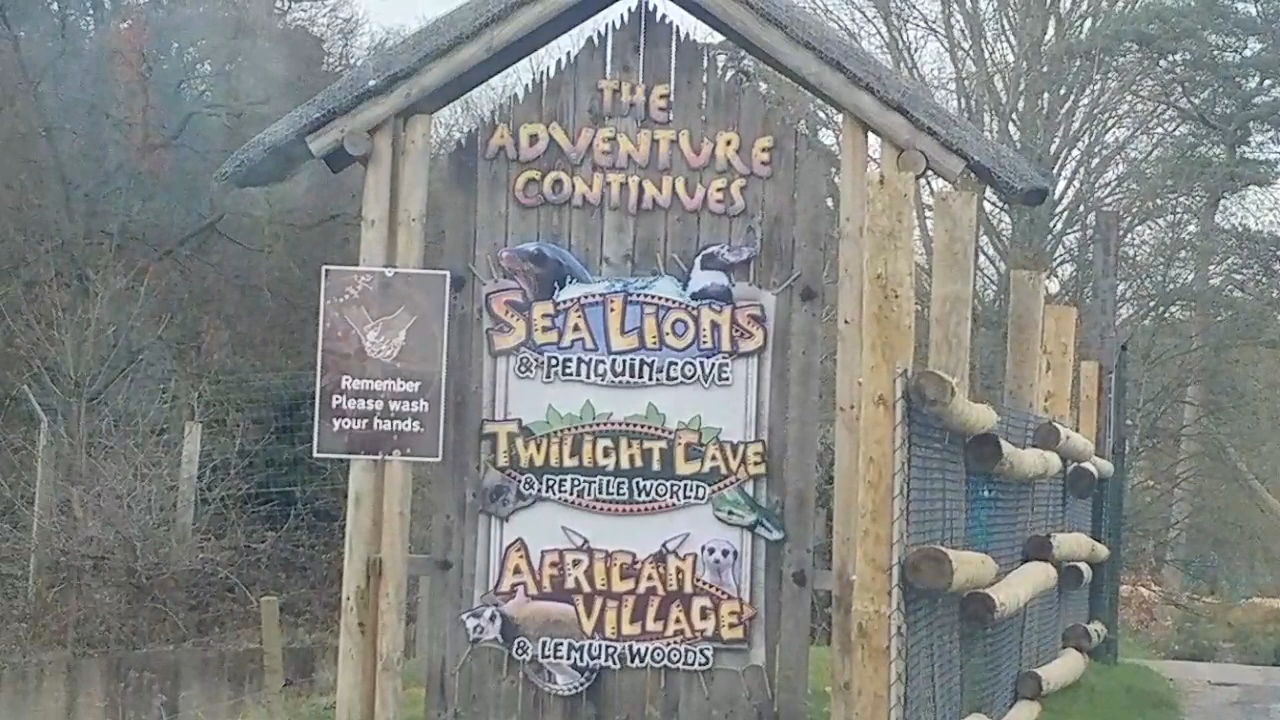 THE
ADVENTURE
CONTINUES
SEA LIONS
& PENGUIN COVE
TWILIGHT CAVE
& REPTILE WORLD
AFRICAN
VILLAGE
& LEMUR WOODS
Remember
Please wash
your hands.